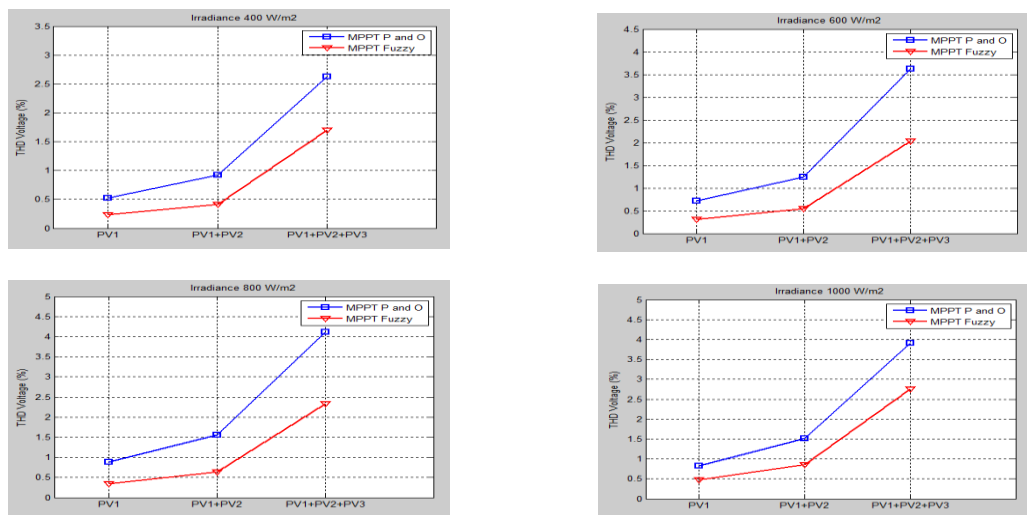 Irradiance 400 W/m2
3.5
3
2.5
2
1.5
1
0.5
0
THD Voltage (%)
MPPT P and O
MPPT Fuzzy
PV1
PV1+PV2
PV1+PV2+PV3
Irradiance 600 W/m2
4.5
4
3.5
3
2.5
2
1.5
1
0.5
0
THD Voltage (%)
MPPT P and O
MPPT Fuzzy
PV1
PV1+PV2
PV1+PV2+PV3
Irradiance 800 W/m2
5
4.5
4
3.5
3
2.5
2
1.5
1
0.5
0
THD Voltage (%)
MPPT P and O
MPPT Fuzzy
PV1
PV1+PV2
PV1+PV2+PV3
Irradiance 1000 W/m2
5
4.5
4
3.5
3
2.5
2
1.5
1
0.5
0
THD Voltage (%)
MPPT P and O
MPPT Fuzzy
PV1
PV1+PV2
PV1+PV2+PV3